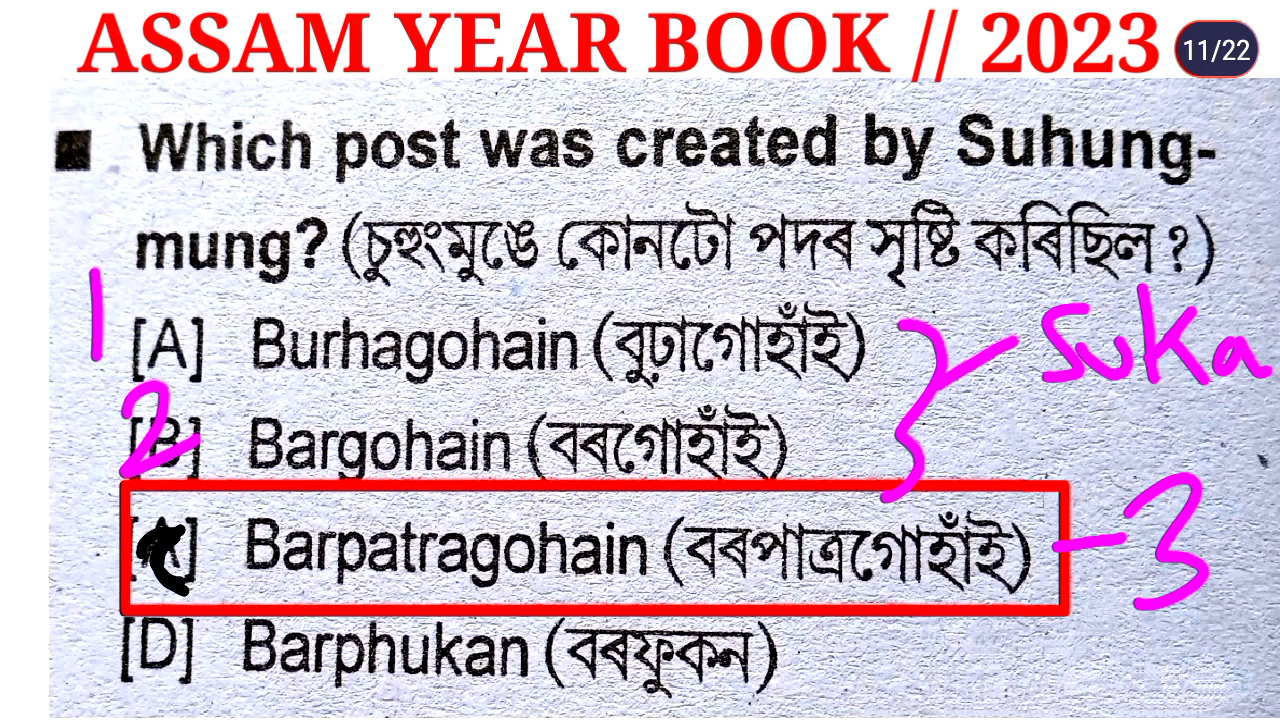 ASSAM YEAR BOOK // 2023 11/22
■ Which post was created by Suhung-
mung? (চুহুংমুঙে কোনটো পদৰ সৃষ্টি কৰিছিল ?)
1 [A] Burhagohain (বুঢ়াগোহাঁই) } Suka
2 [B] Bargohain (বৰগোহাঁই)
[C] Barpatragohain (বৰপাত্ৰগোহাঁই) - 3
[D] Barphukan (বৰফুকন)